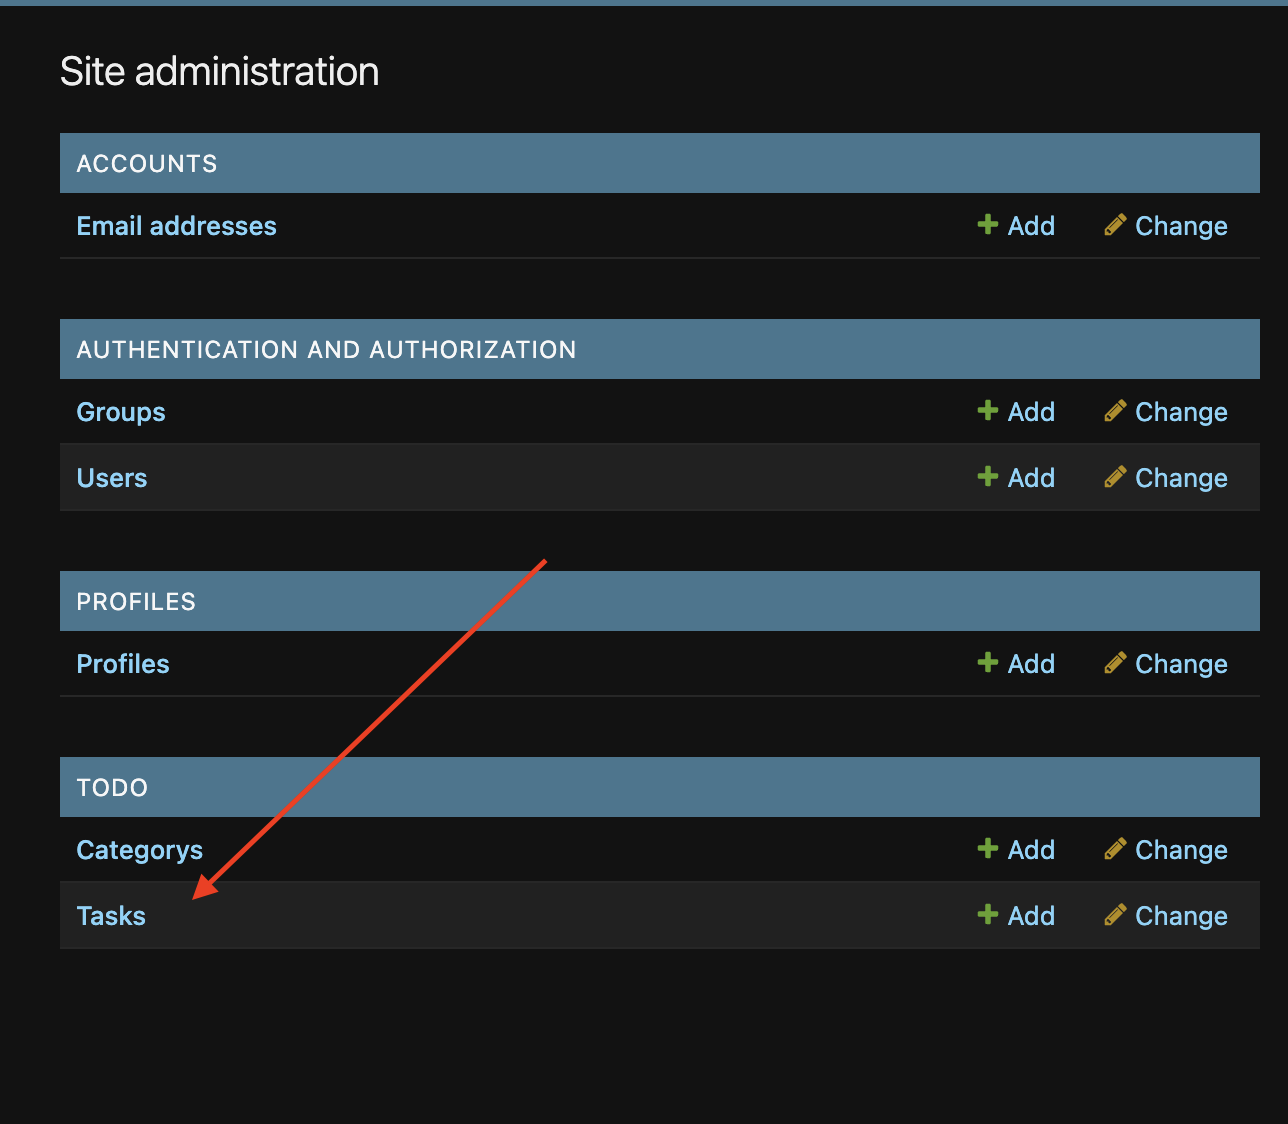 Site administration
ACCOUNTS
Email addresses Add Change
AUTHENTICATION AND AUTHORIZATION
Groups Add Change
Users Add Change
PROFILES
Profiles Add Change
TODO
Categorys Add Change
Tasks Add Change